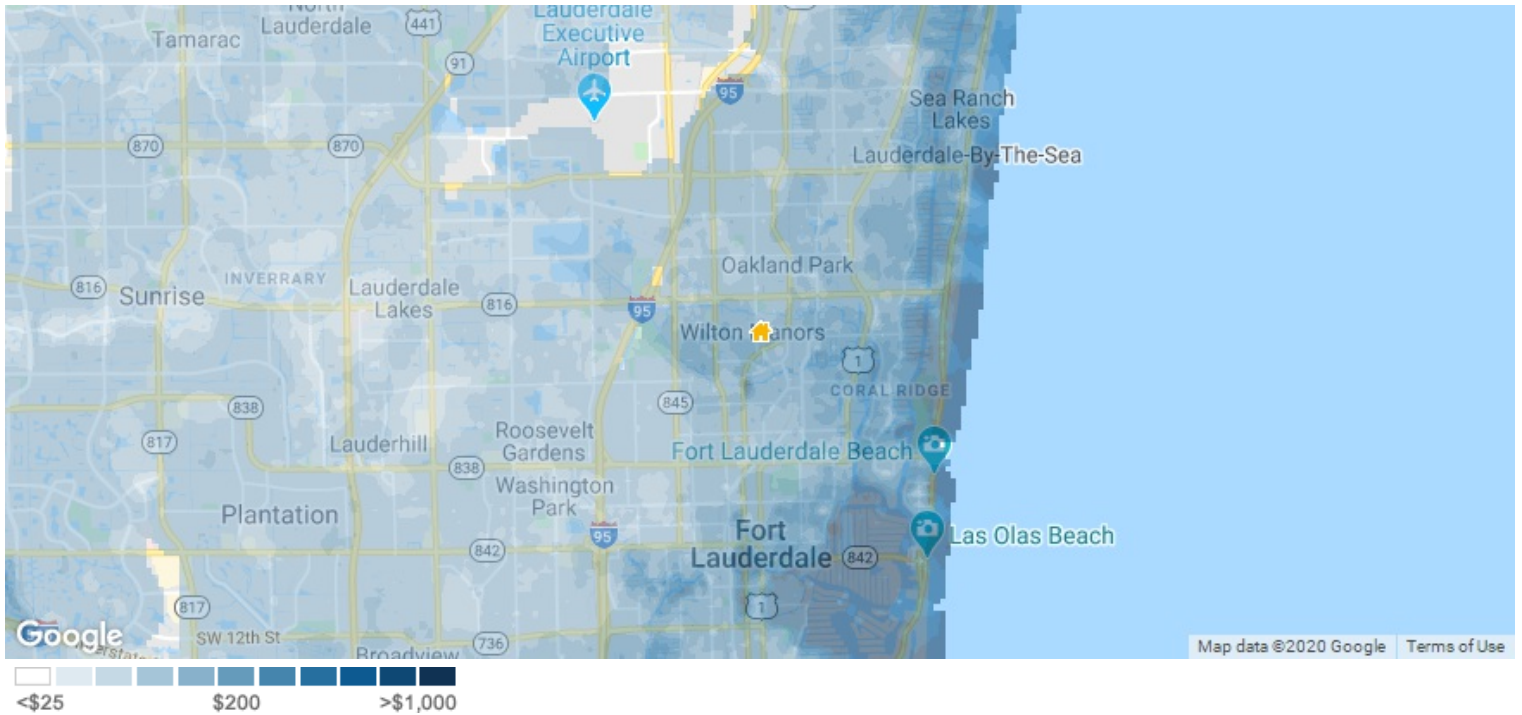 North
Lauderdale
Tamarac
441
91
Lauderdale
Executive
Airport
95
Sea Ranch
Lakes
870
870
Lauderdale-By-The-Sea
INVERRARY
Oakland Park
816
Sunrise
Lauderdale
Lakes
816
95
Wilton Manors
1
CORAL RIDGE
845
838
817
Lauderhill
Roosevelt
Gardens
Fort Lauderdale Beach
838
Washington
Park
Plantation
Fort
Lauderdale
842
Las Olas Beach
842
95
817
1
Google
SW 12th St
736
Broadview
Map data ©2020 Google
Terms of Use
<$25
$200
>$1,000